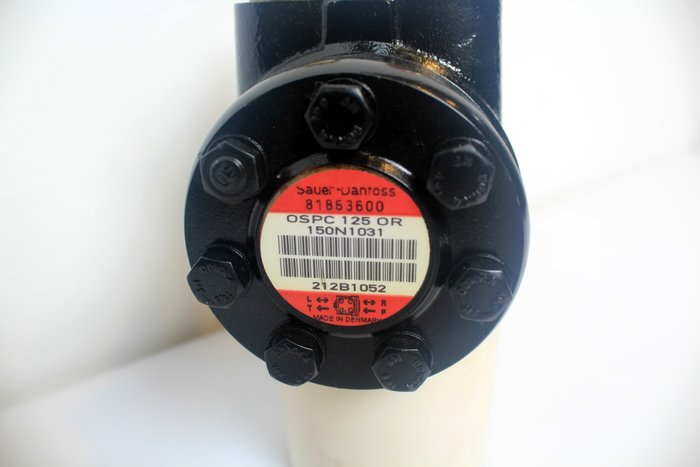 Sauer-Danfoss
81863600
OSPC 125 OR
150N1031
212B1052
L R
T P
MADE IN DENMARK